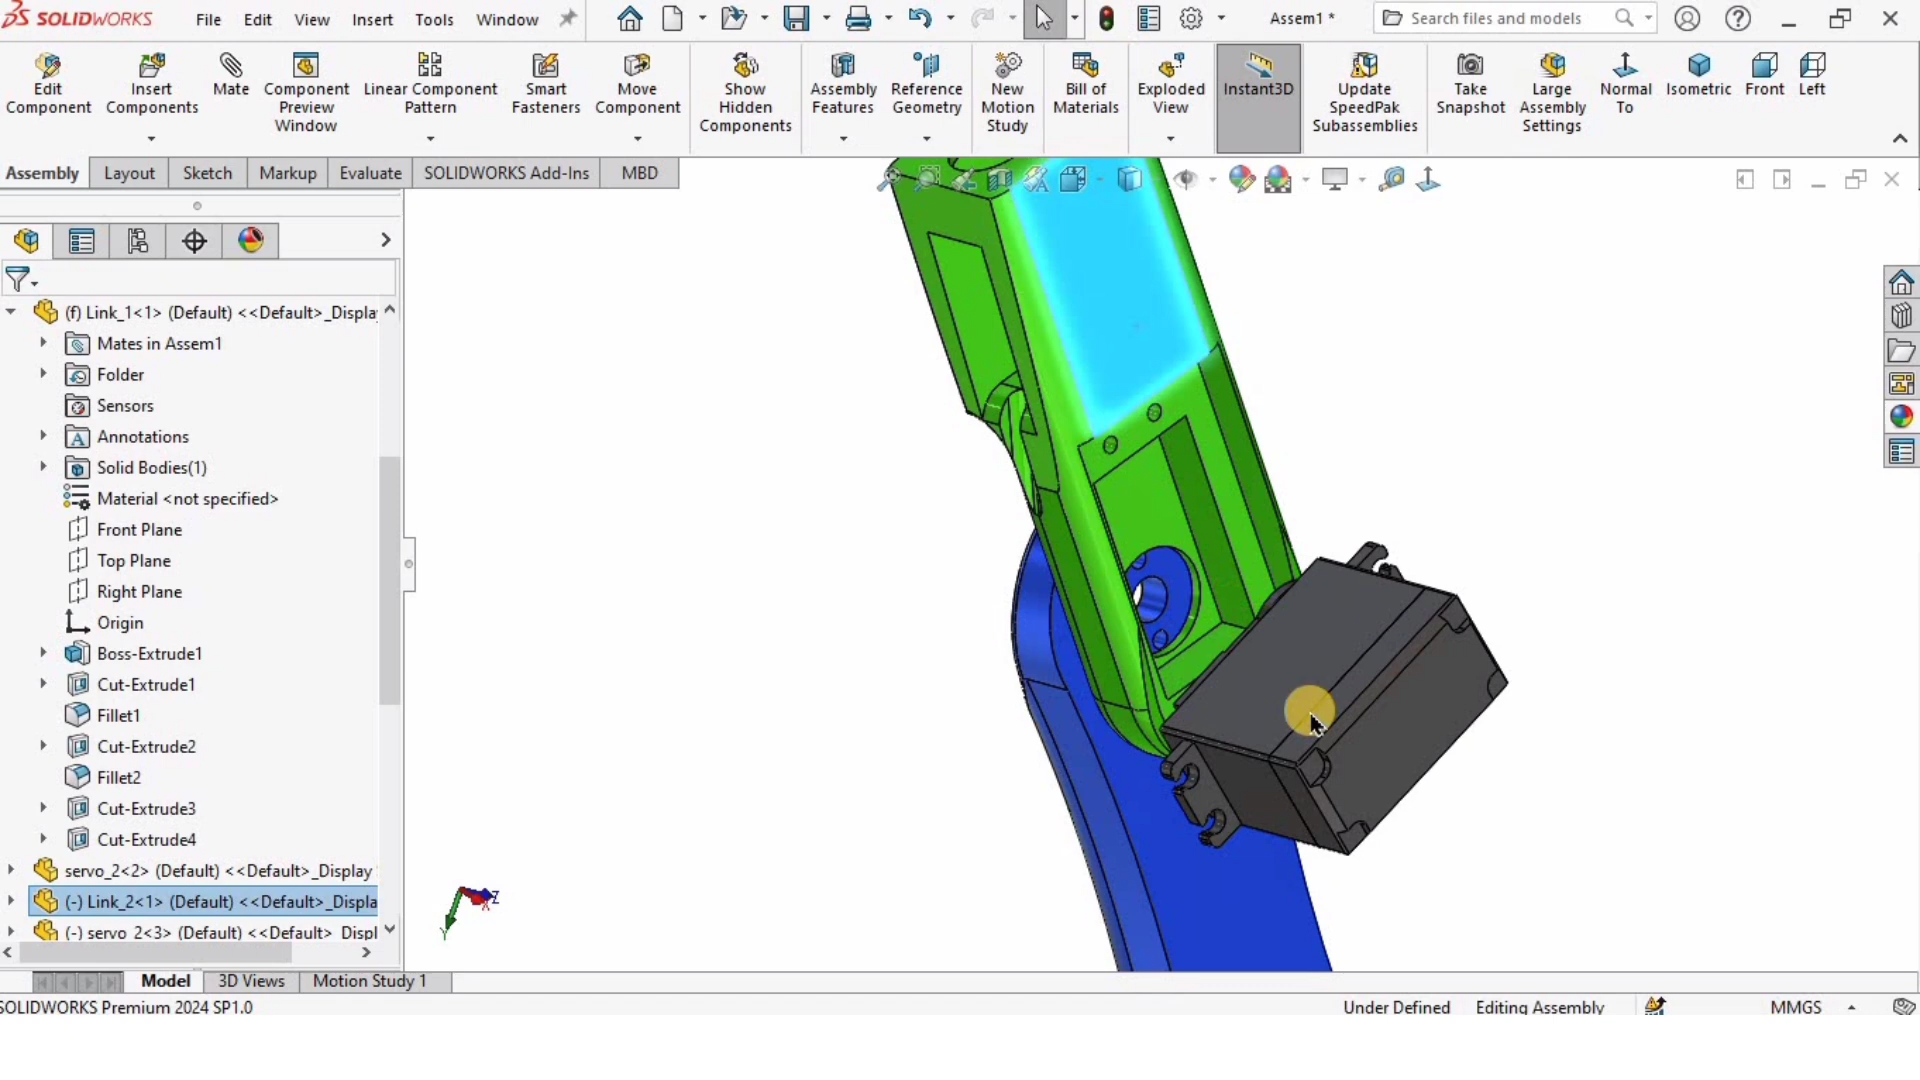 SOLIDWORKS File Edit View Insert Tools Window Assem1 * Search files and models
Edit Component
Insert Components
Mate
Component Preview Window
Linear Component Pattern
Smart Fasteners
Move Component
Show Hidden Components
Assembly Features
Reference Geometry
New Motion Study
Bill of Materials
Exploded View
Instant3D
Update SpeedPak Subassemblies
Take Snapshot
Large Assembly Settings
Normal To
Isometric
Front
Left
Assembly Layout Sketch Markup Evaluate SOLIDWORKS Add-Ins MBD
(f) Link_1<1> (Default) <<Default>_Displa
Mates in Assem1
Folder
Sensors
Annotations
Solid Bodies(1)
Material <not specified>
Front Plane
Top Plane
Right Plane
Origin
Boss-Extrude1
Cut-Extrude1
Fillet1
Cut-Extrude2
Fillet2
Cut-Extrude3
Cut-Extrude4
servo_2<2> (Default) <<Default>_Display
(-) Link_2<1> (Default) <<Default>_Displa
(-) servo_2<3> (Default) <<Default>_Displ
Z
X
Y
Model 3D Views Motion Study 1
SOLIDWORKS Premium 2024 SP1.0 Under Defined Editing Assembly MMGS